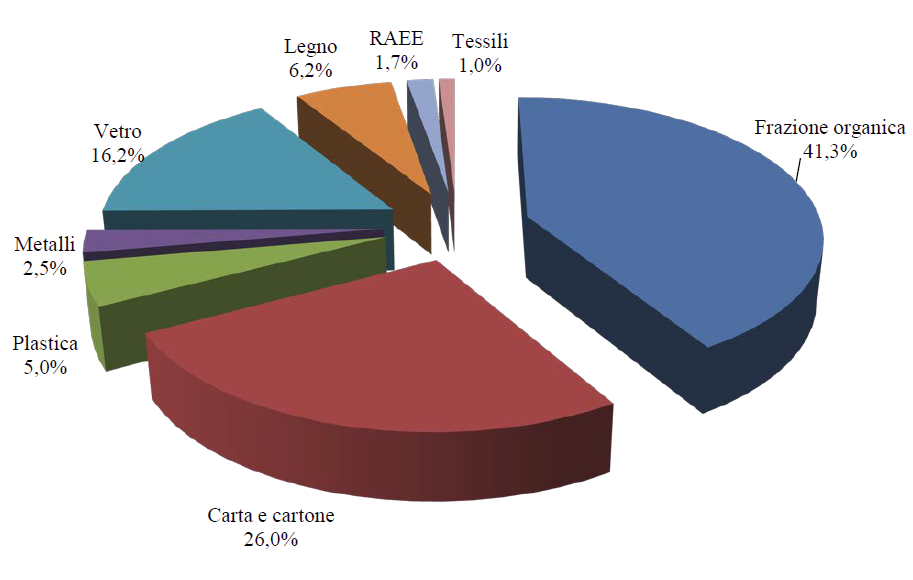 Legno
6,2%
RAEE
1,7%
Tessili
1,0%
Vetro
16,2%
Frazione organica
41,3%
Metalli
2,5%
Plastica
5,0%
Carta e cartone
26,0%